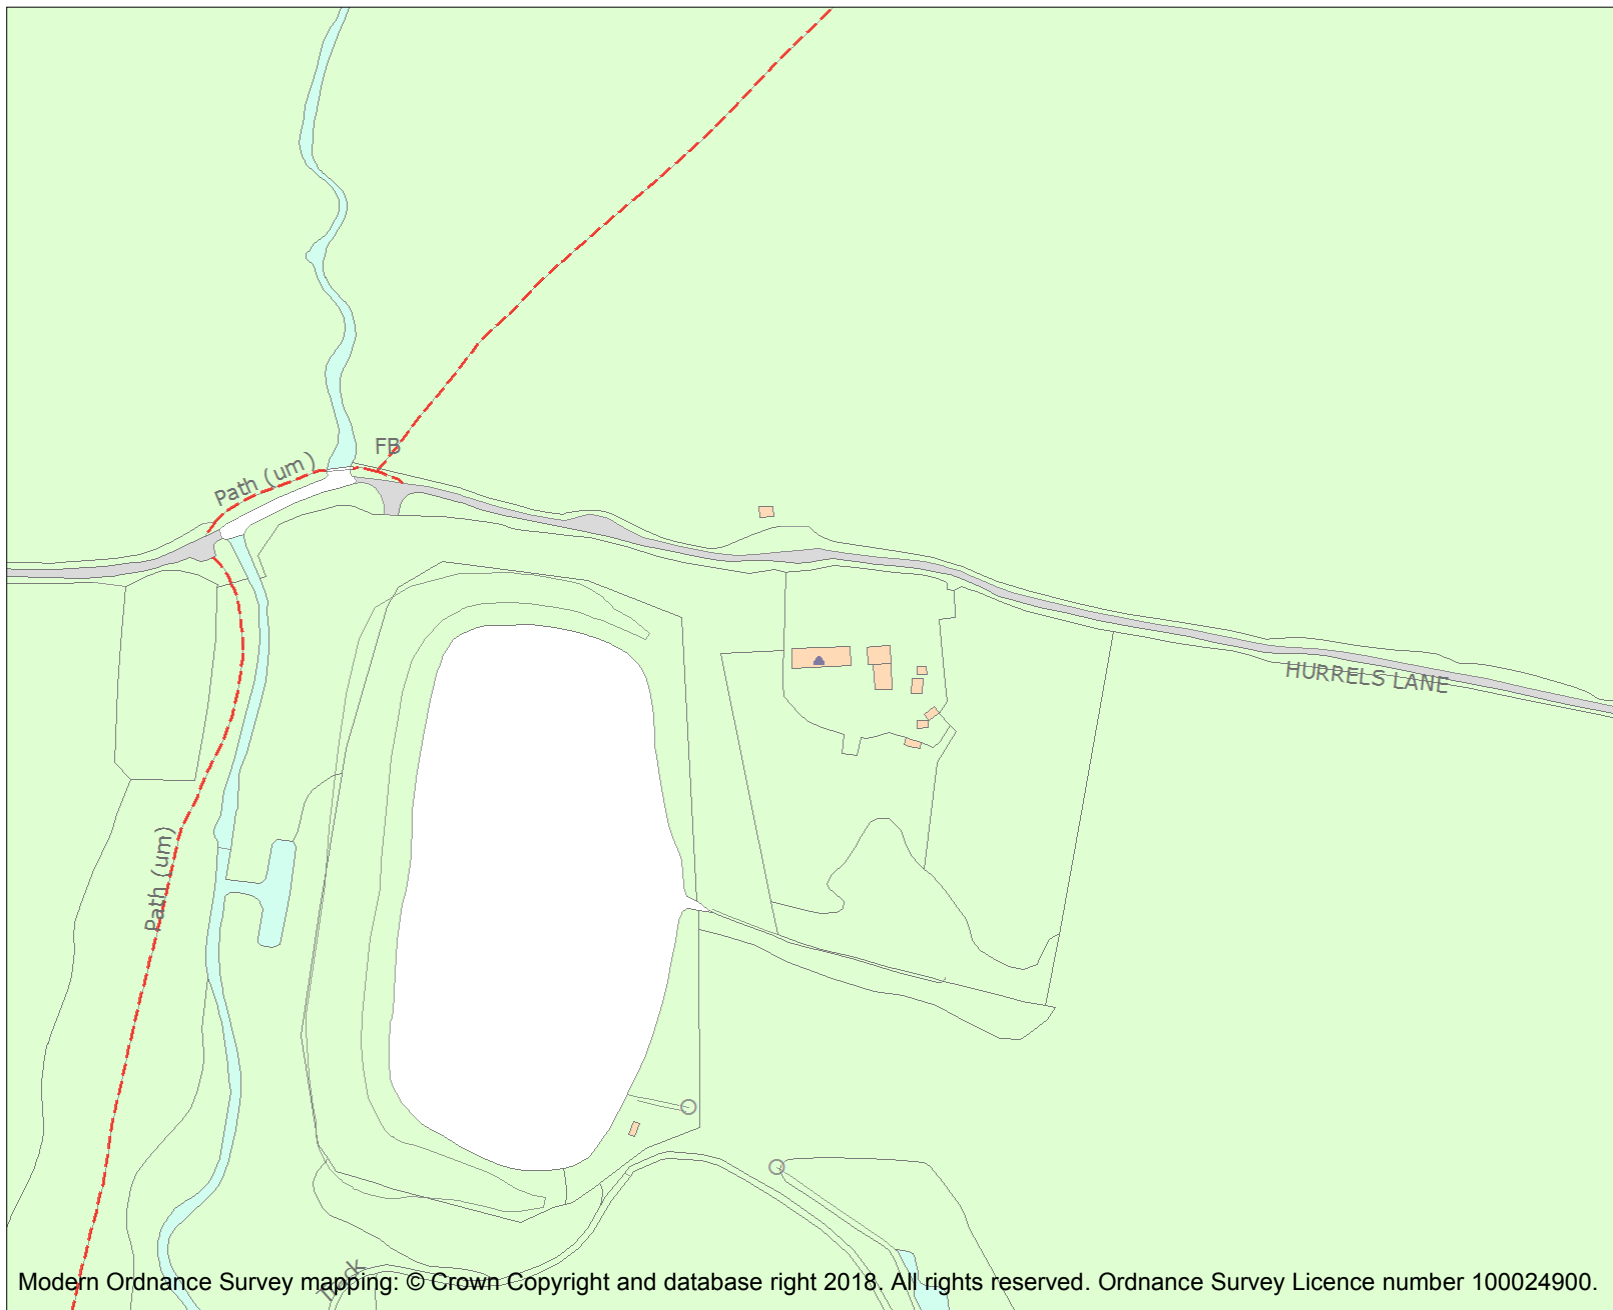 FB
Path (um)
HURRELS LANE
Path (um)
Track
Modern Ordnance Survey mapping: © Crown Copyright and database right 2018. All rights reserved. Ordnance Survey Licence number 100024900.